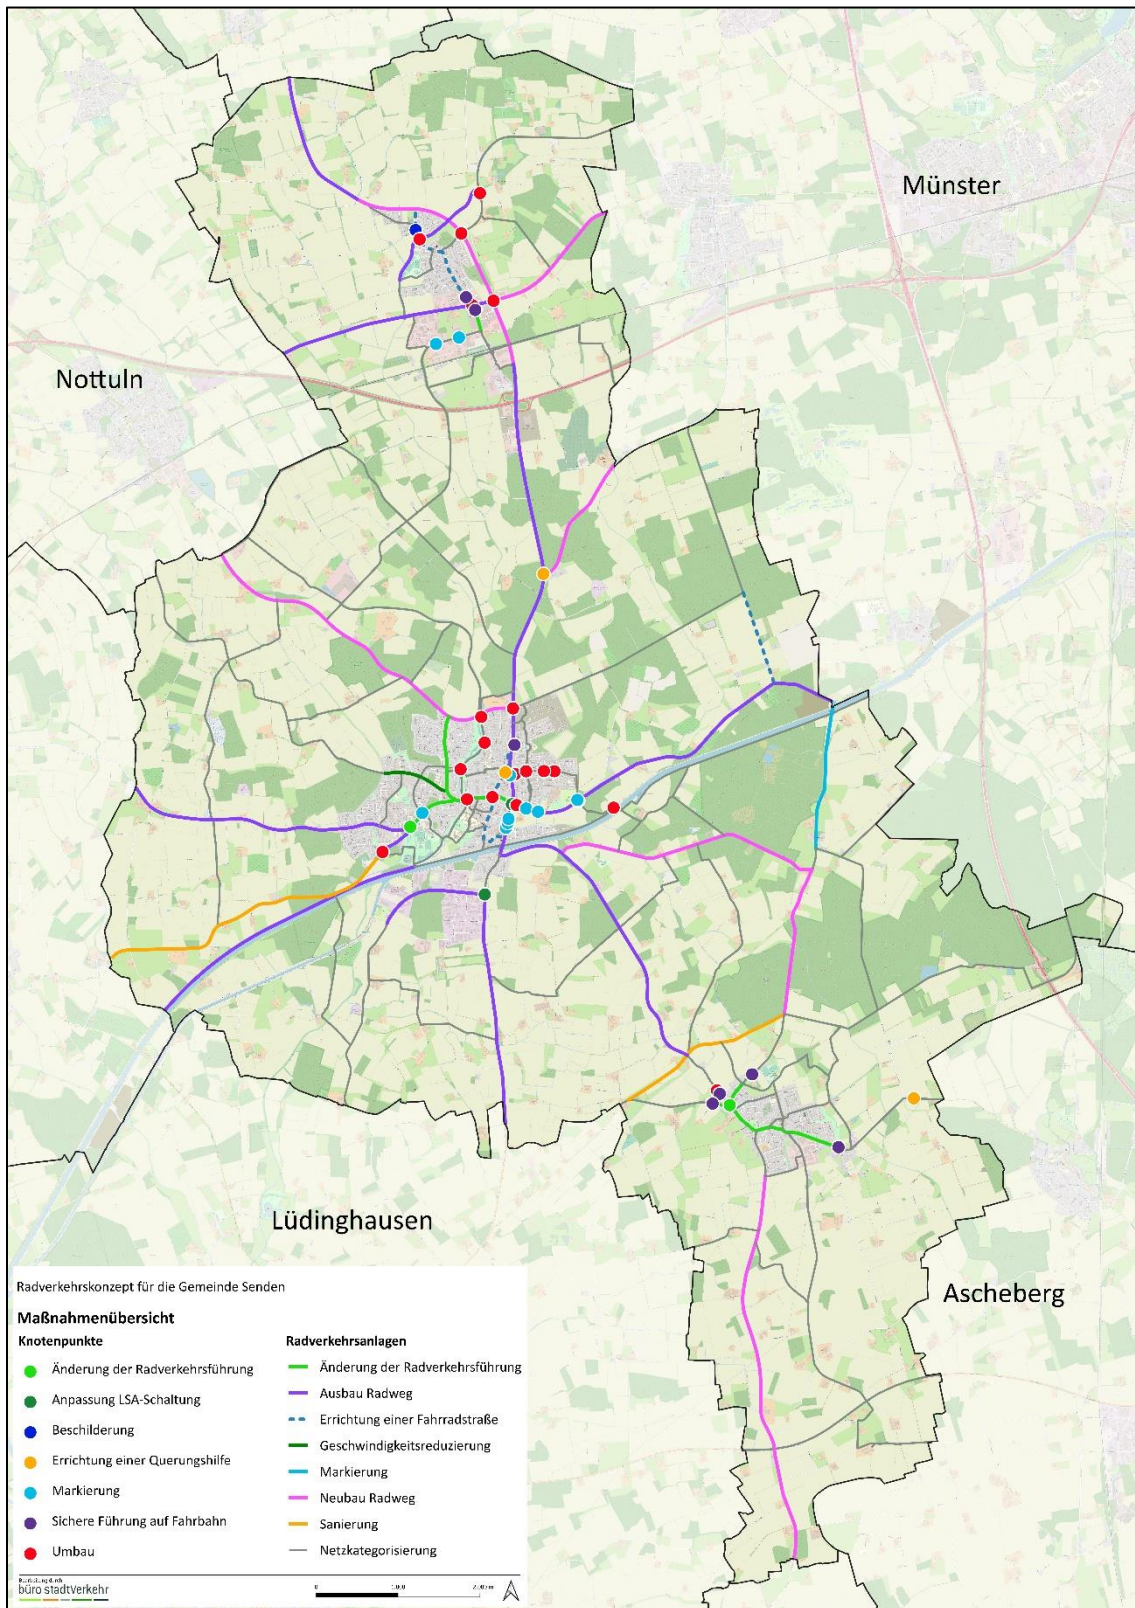 Münster
Nottuln
Lüdinghausen
Ascheberg
Radverkehrskonzept für die Gemeinde Senden
Maßnahmenübersicht
Knotenpunkte
Änderung der Radverkehrsführung
Anpassung LSA-Schaltung
Beschilderung
Errichtung einer Querungshilfe
Markierung
Sichere Führung auf Fahrbahn
Umbau
Radverkehrsanlagen
Änderung der Radverkehrsführung
Ausbau Radweg
Errichtung einer Fahrradstraße
Geschwindigkeitsreduzierung
Markierung
Neubau Radweg
Sanierung
Netzkategorisierung
büro stadtVerkehr
0